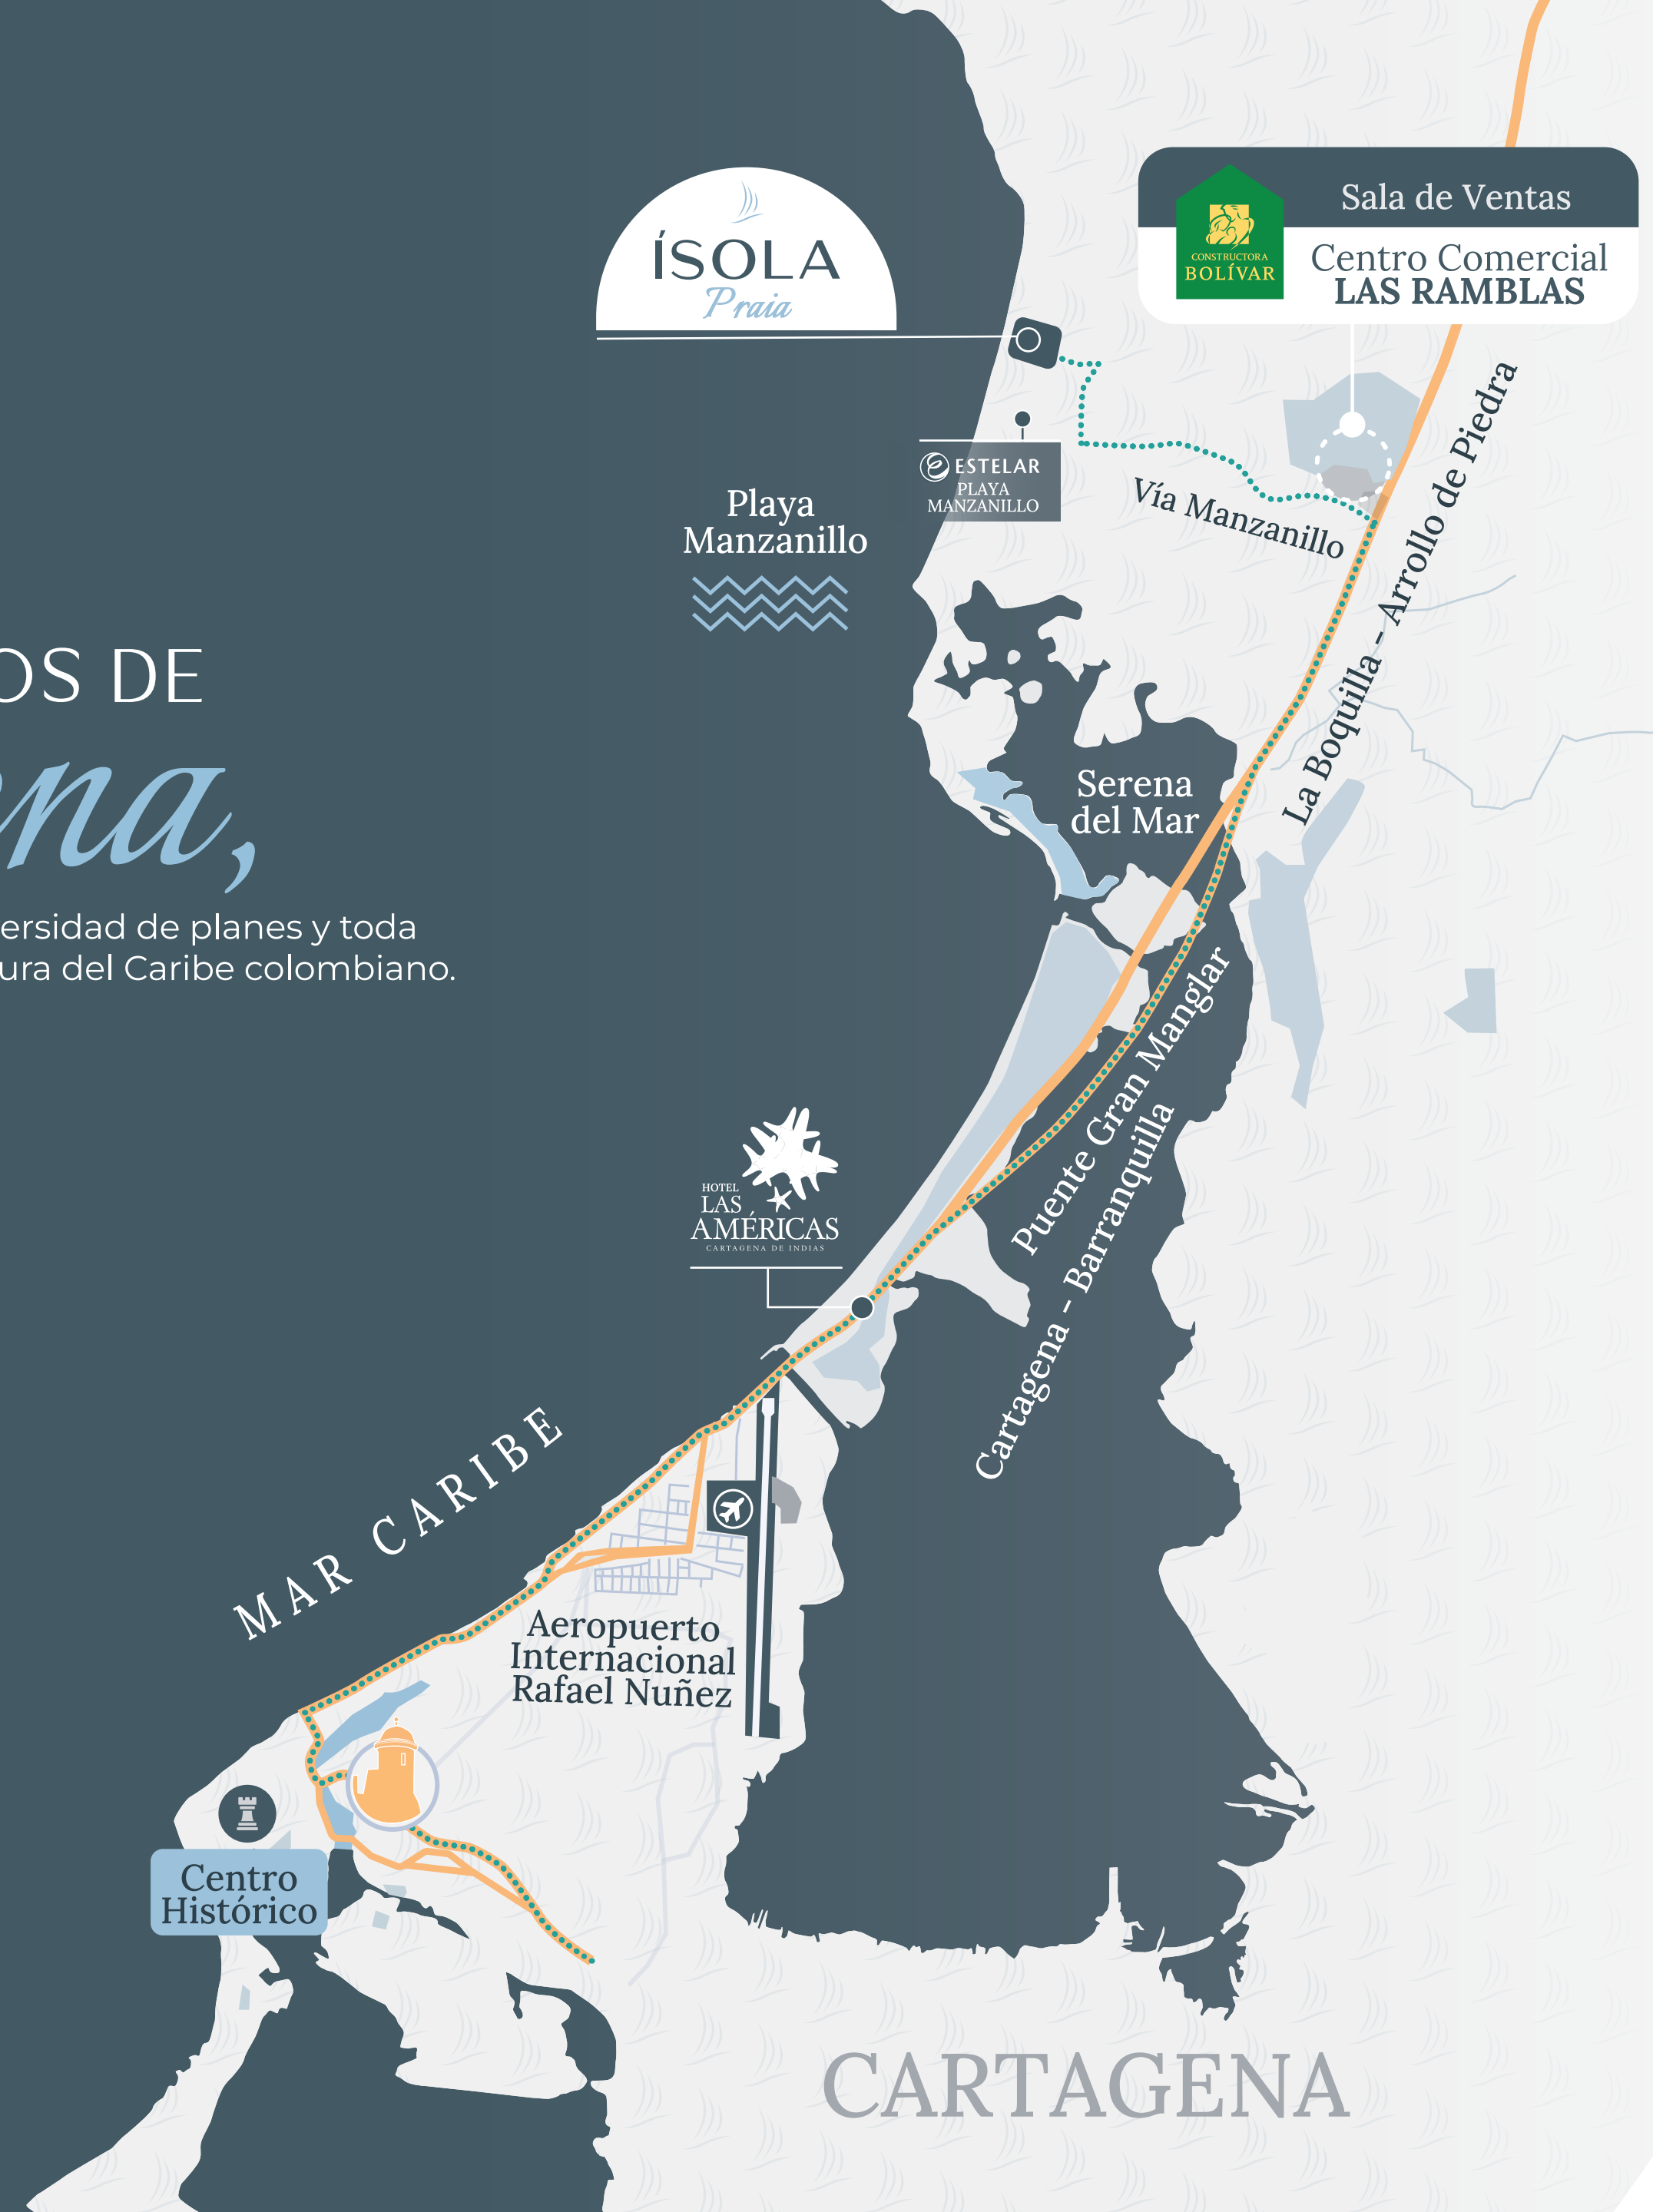 Sala de Ventas
CONSTRUCTORA
BOLÍVAR
Centro Comercial
LAS RAMBLAS
ÍSOLA
Praia
ESTELAR
PLAYA
MANZANILLO
Playa
Manzanillo
Vía Manzanillo
La Boquilla - Arrollo de Piedra
OS DE
na,
ersidad de planes y toda
ura del Caribe colombiano.
Serena
del Mar
Puente Gran Manglar
Cartagena - Barranquilla
HOTEL
LAS
AMÉRICAS
CARTAGENA DE INDIAS
MAR CARIBE
Aeropuerto
Internacional
Rafael Nuñez
Centro
Histórico
CARTAGENA